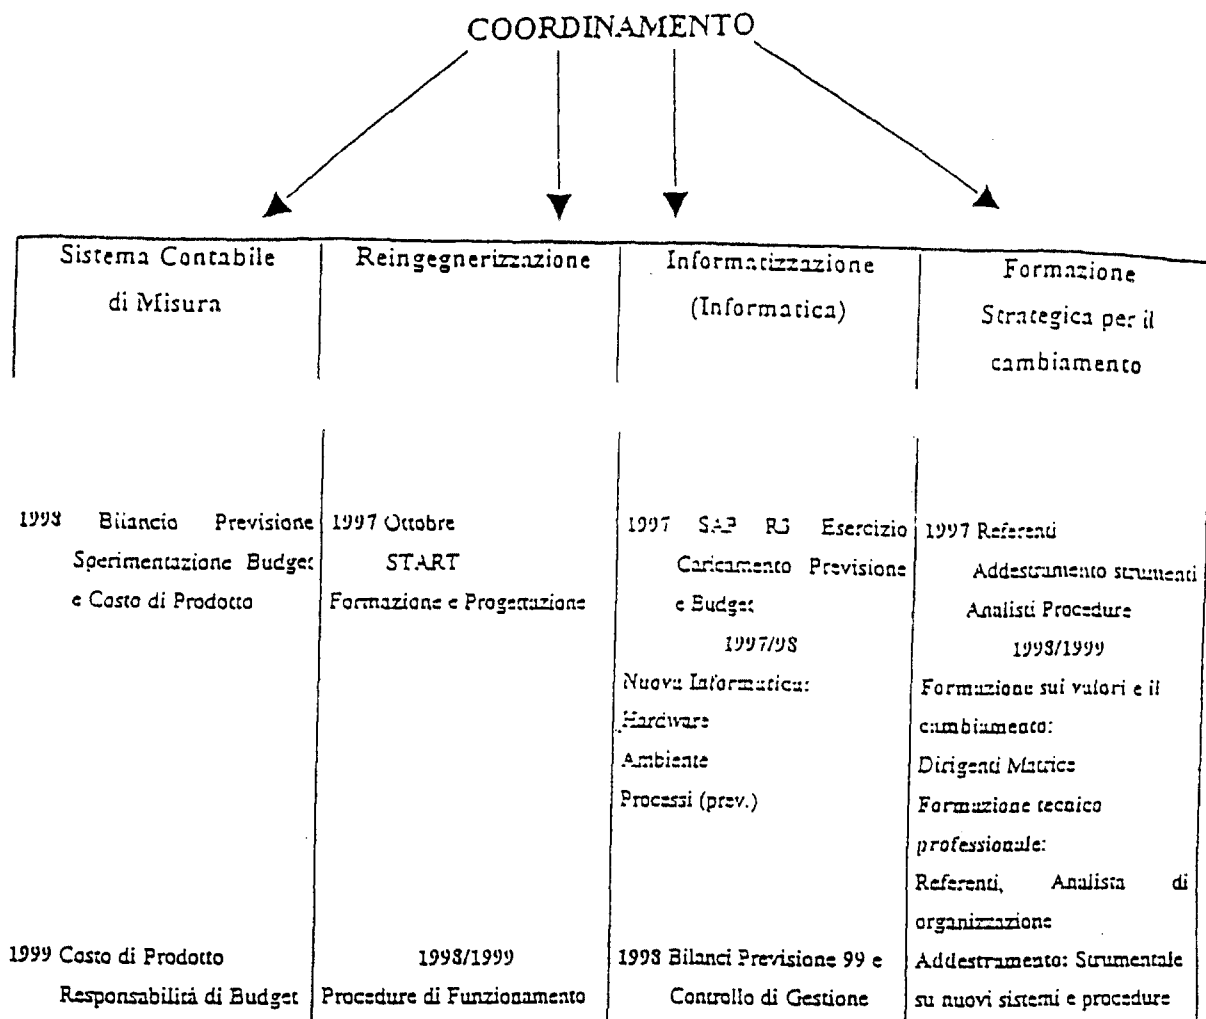 COORDINAMENTO
Sistema Contabile
di Misura
Reingegnerizzazione
Informatizzazione
(Informatica)
Formazione
Strategica per il
cambiamento
1998 Bilancio Previsione
Sperimentazione Budget
e Costo di Prodotto
1999 Costo di Prodotto
Responsabilitá di Budget
1997 Ottobre
START
Formazione e Progettazione
1998/1999
Procedure di Funzionamento
1997 SAP R3 Esercizio
Caricamento Previsione
e Budget
1997/98
Nuova Informatica:
Hardware
Ambiente
Processi (prev.)
1998 Bilanci Previsione 99 e
Controllo di Gestione
1997 Referenti
Addestramento strumenti
Analisti Procedure
1998/1999
Formazione sui valori e il
cambiamento:
Dirigenti Matrice
Formazione tecnico
professionale:
Referenti, Analista di
organizzazione
Addestramento: Strumentale
su nuovi sistemi e procedure